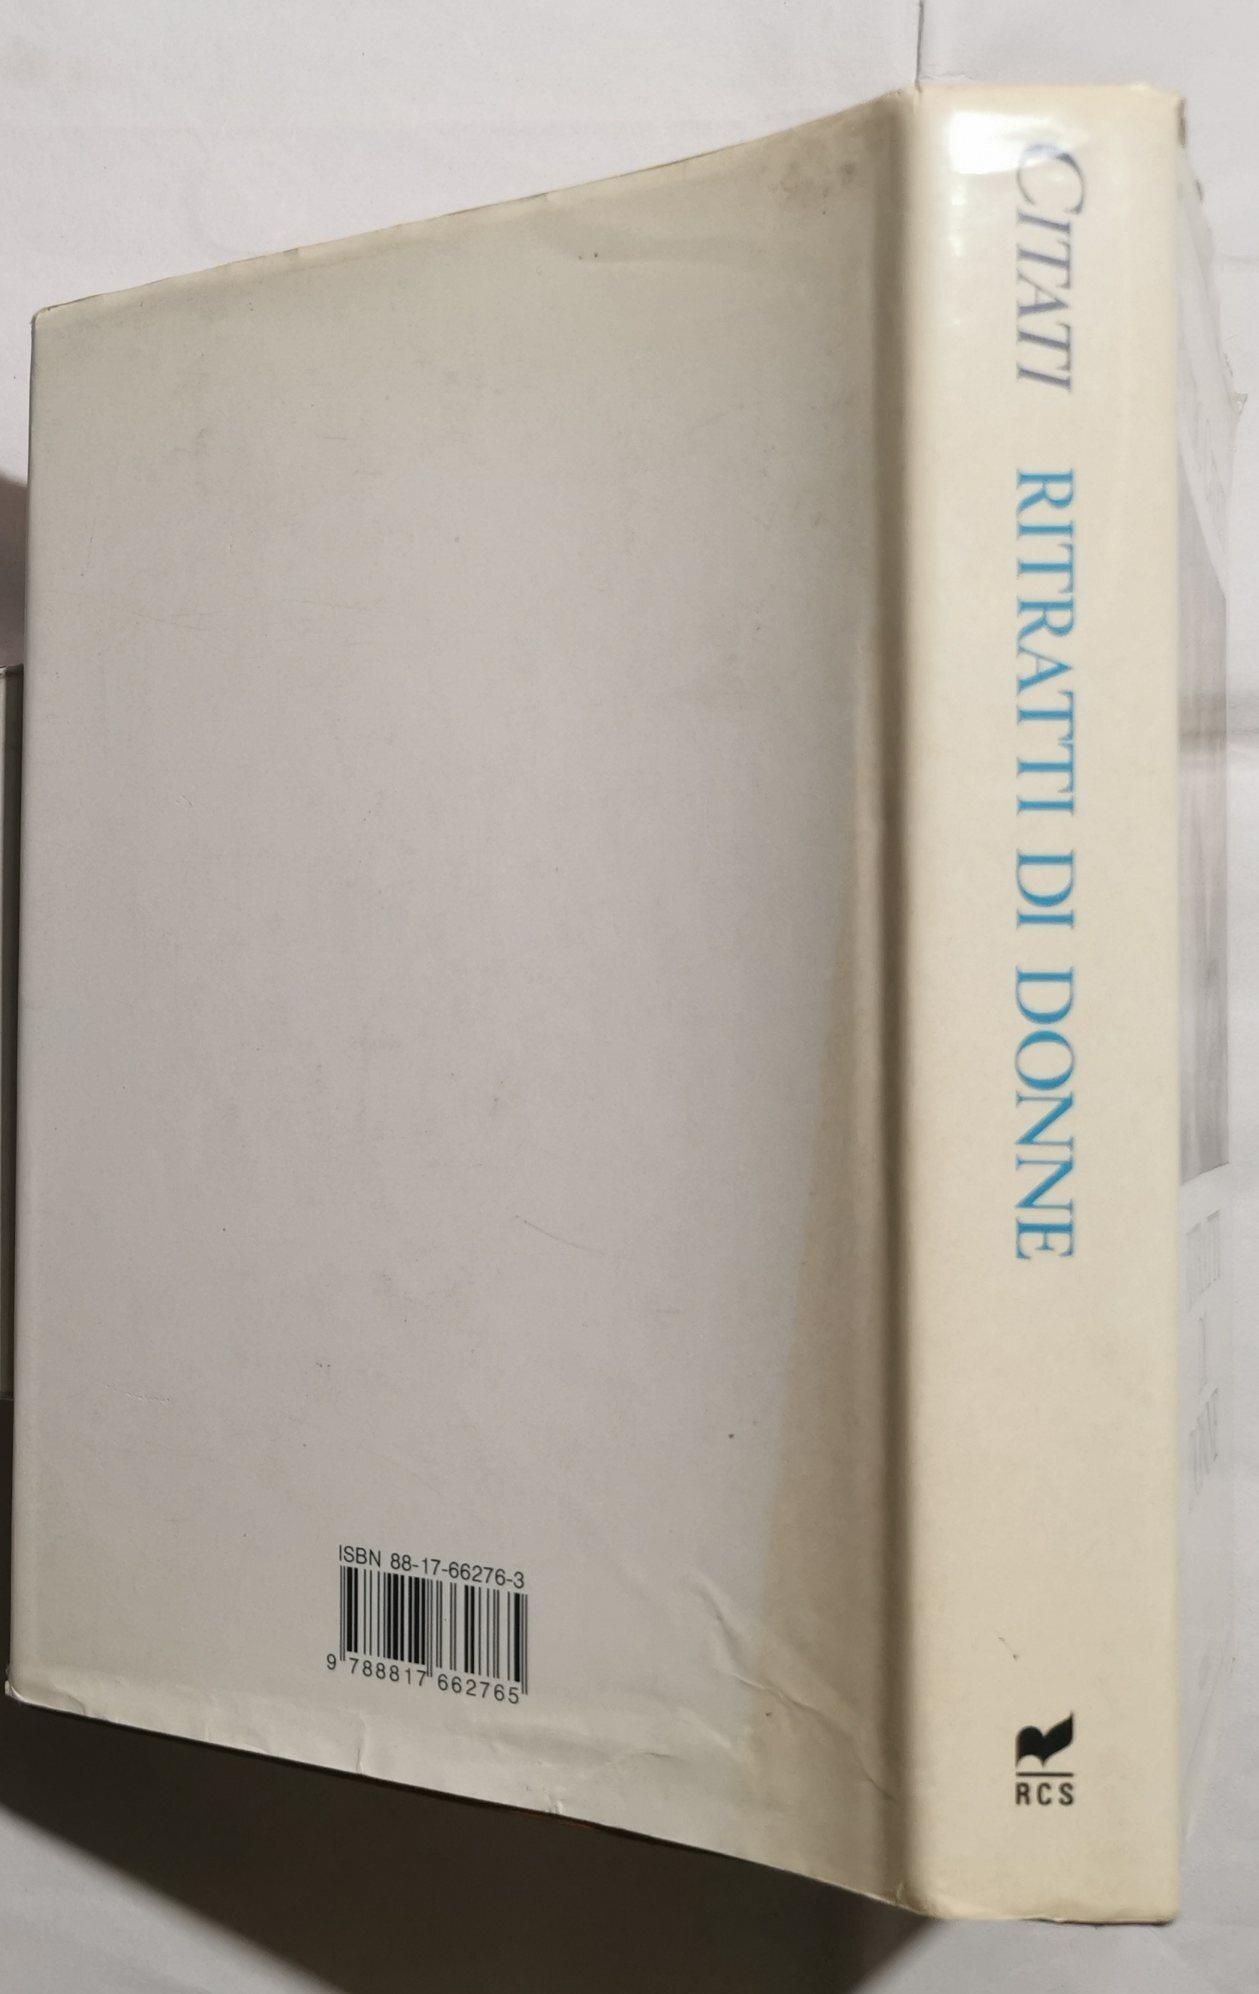 CITATI RITRATTI DI DONNE
R
RCS
ISBN 88-17-66276-3
9 788817 662765